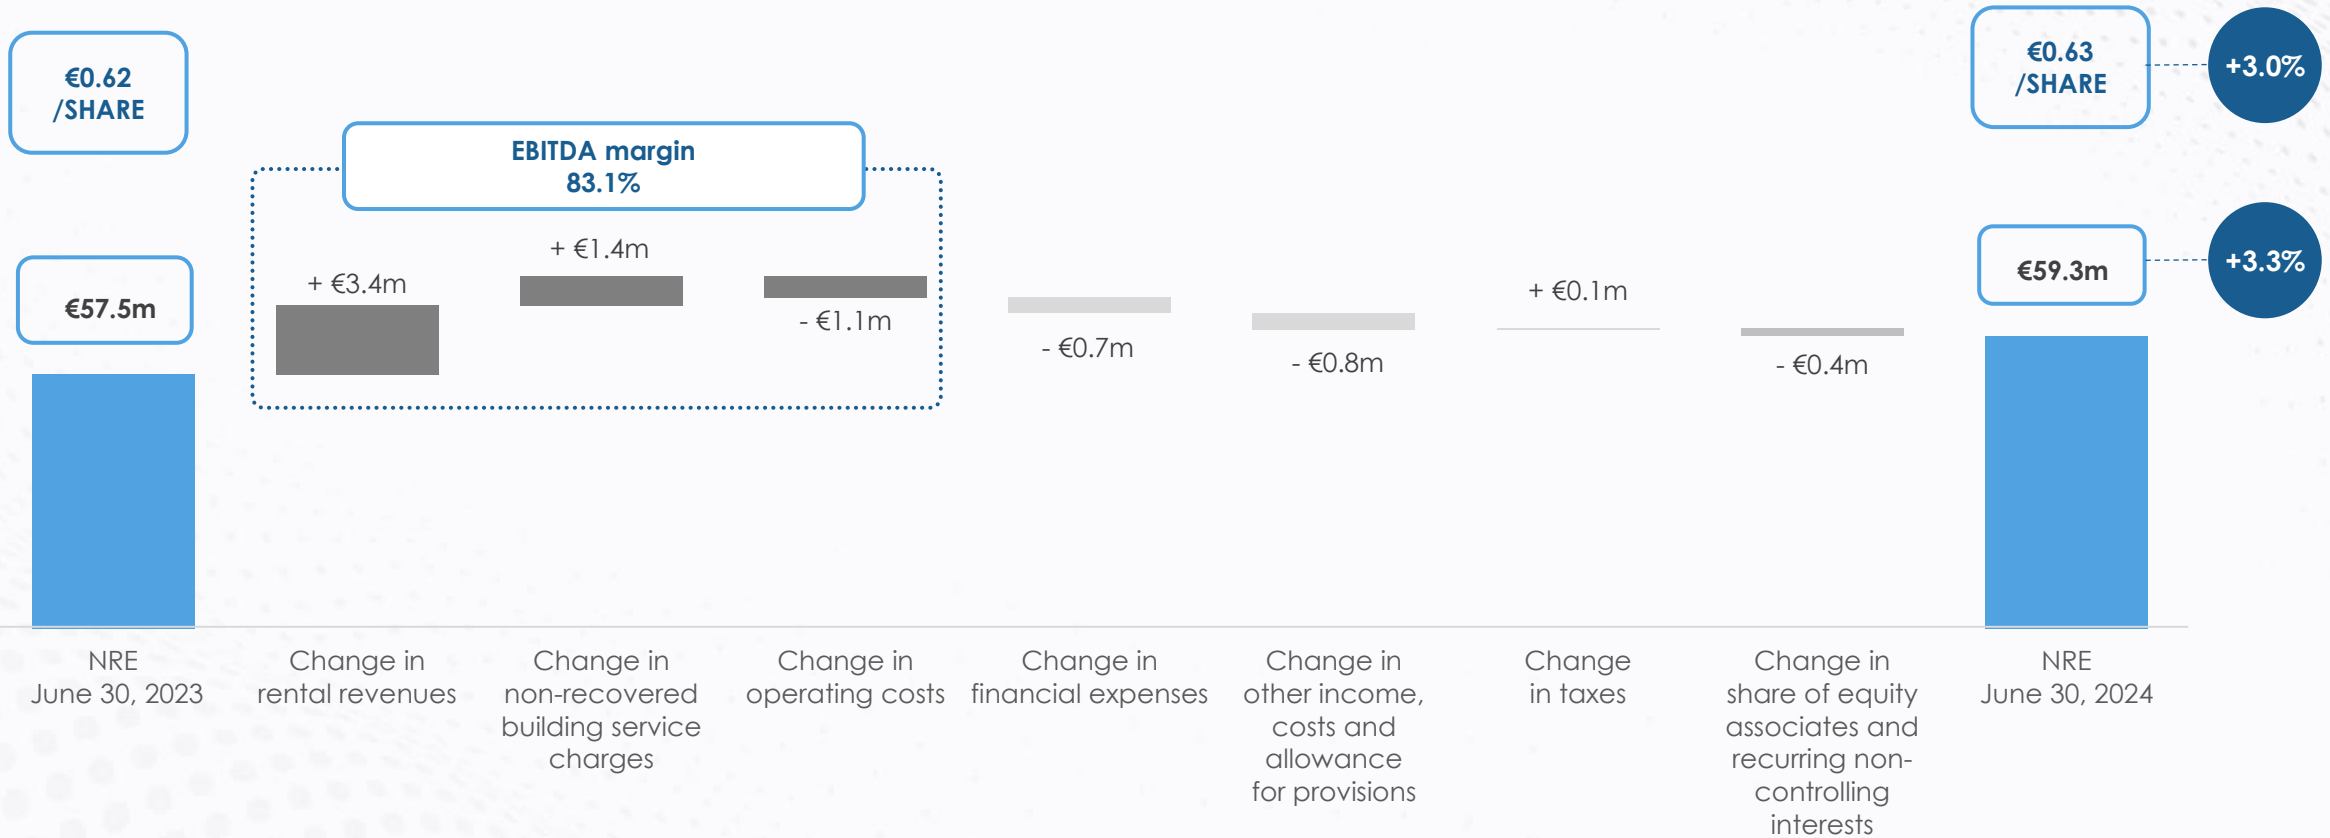 €0.62
/SHARE
€0.63
/SHARE
+3.0%
EBITDA margin
83.1%
€57.5m
+ €3.4m
+ €1.4m
- €1.1m
- €0.7m
- €0.8m
+ €0.1m
- €0.4m
€59.3m
+3.3%
NRE
June 30, 2023
Change in
rental revenues
Change in
non-recovered
building service
charges
Change in
operating costs
Change in
financial expenses
Change in
other income,
costs and
allowance
for provisions
Change
in taxes
Change in
share of equity
associates and
recurring non-
controlling
interests
NRE
June 30, 2024